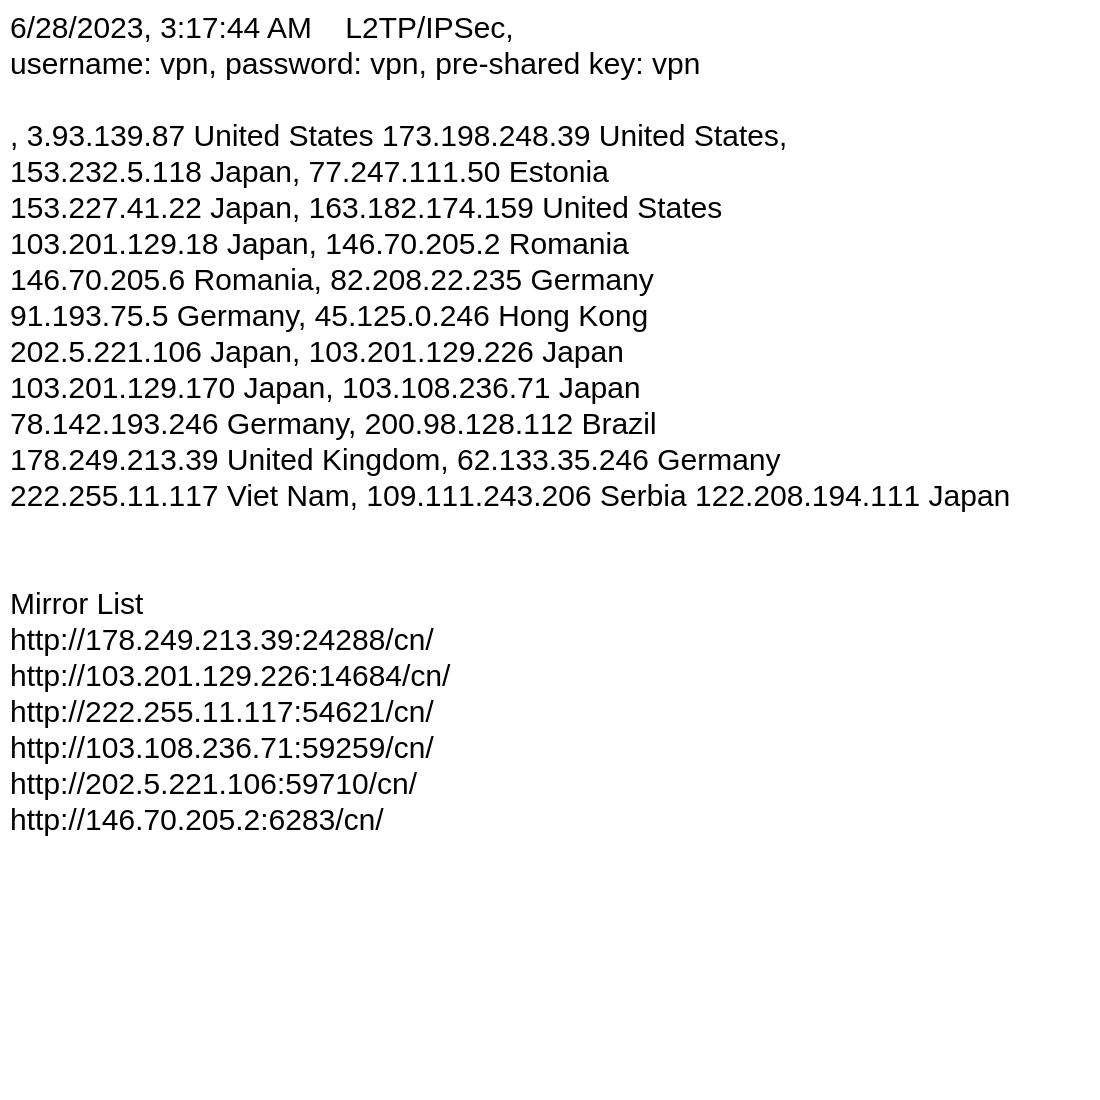 6/28/2023, 3:17:44 AM    L2TP/IPSec,
username: vpn, password: vpn, pre-shared key: vpn
, 3.93.139.87 United States 173.198.248.39 United States,
153.232.5.118 Japan, 77.247.111.50 Estonia
153.227.41.22 Japan, 163.182.174.159 United States
103.201.129.18 Japan, 146.70.205.2 Romania
146.70.205.6 Romania, 82.208.22.235 Germany
91.193.75.5 Germany, 45.125.0.246 Hong Kong
202.5.221.106 Japan, 103.201.129.226 Japan
103.201.129.170 Japan, 103.108.236.71 Japan
78.142.193.246 Germany, 200.98.128.112 Brazil
178.249.213.39 United Kingdom, 62.133.35.246 Germany
222.255.11.117 Viet Nam, 109.111.243.206 Serbia 122.208.194.111 Japan
Mirror List
http://178.249.213.39:24288/cn/
http://103.201.129.226:14684/cn/
http://222.255.11.117:54621/cn/
http://103.108.236.71:59259/cn/
http://202.5.221.106:59710/cn/
http://146.70.205.2:6283/cn/